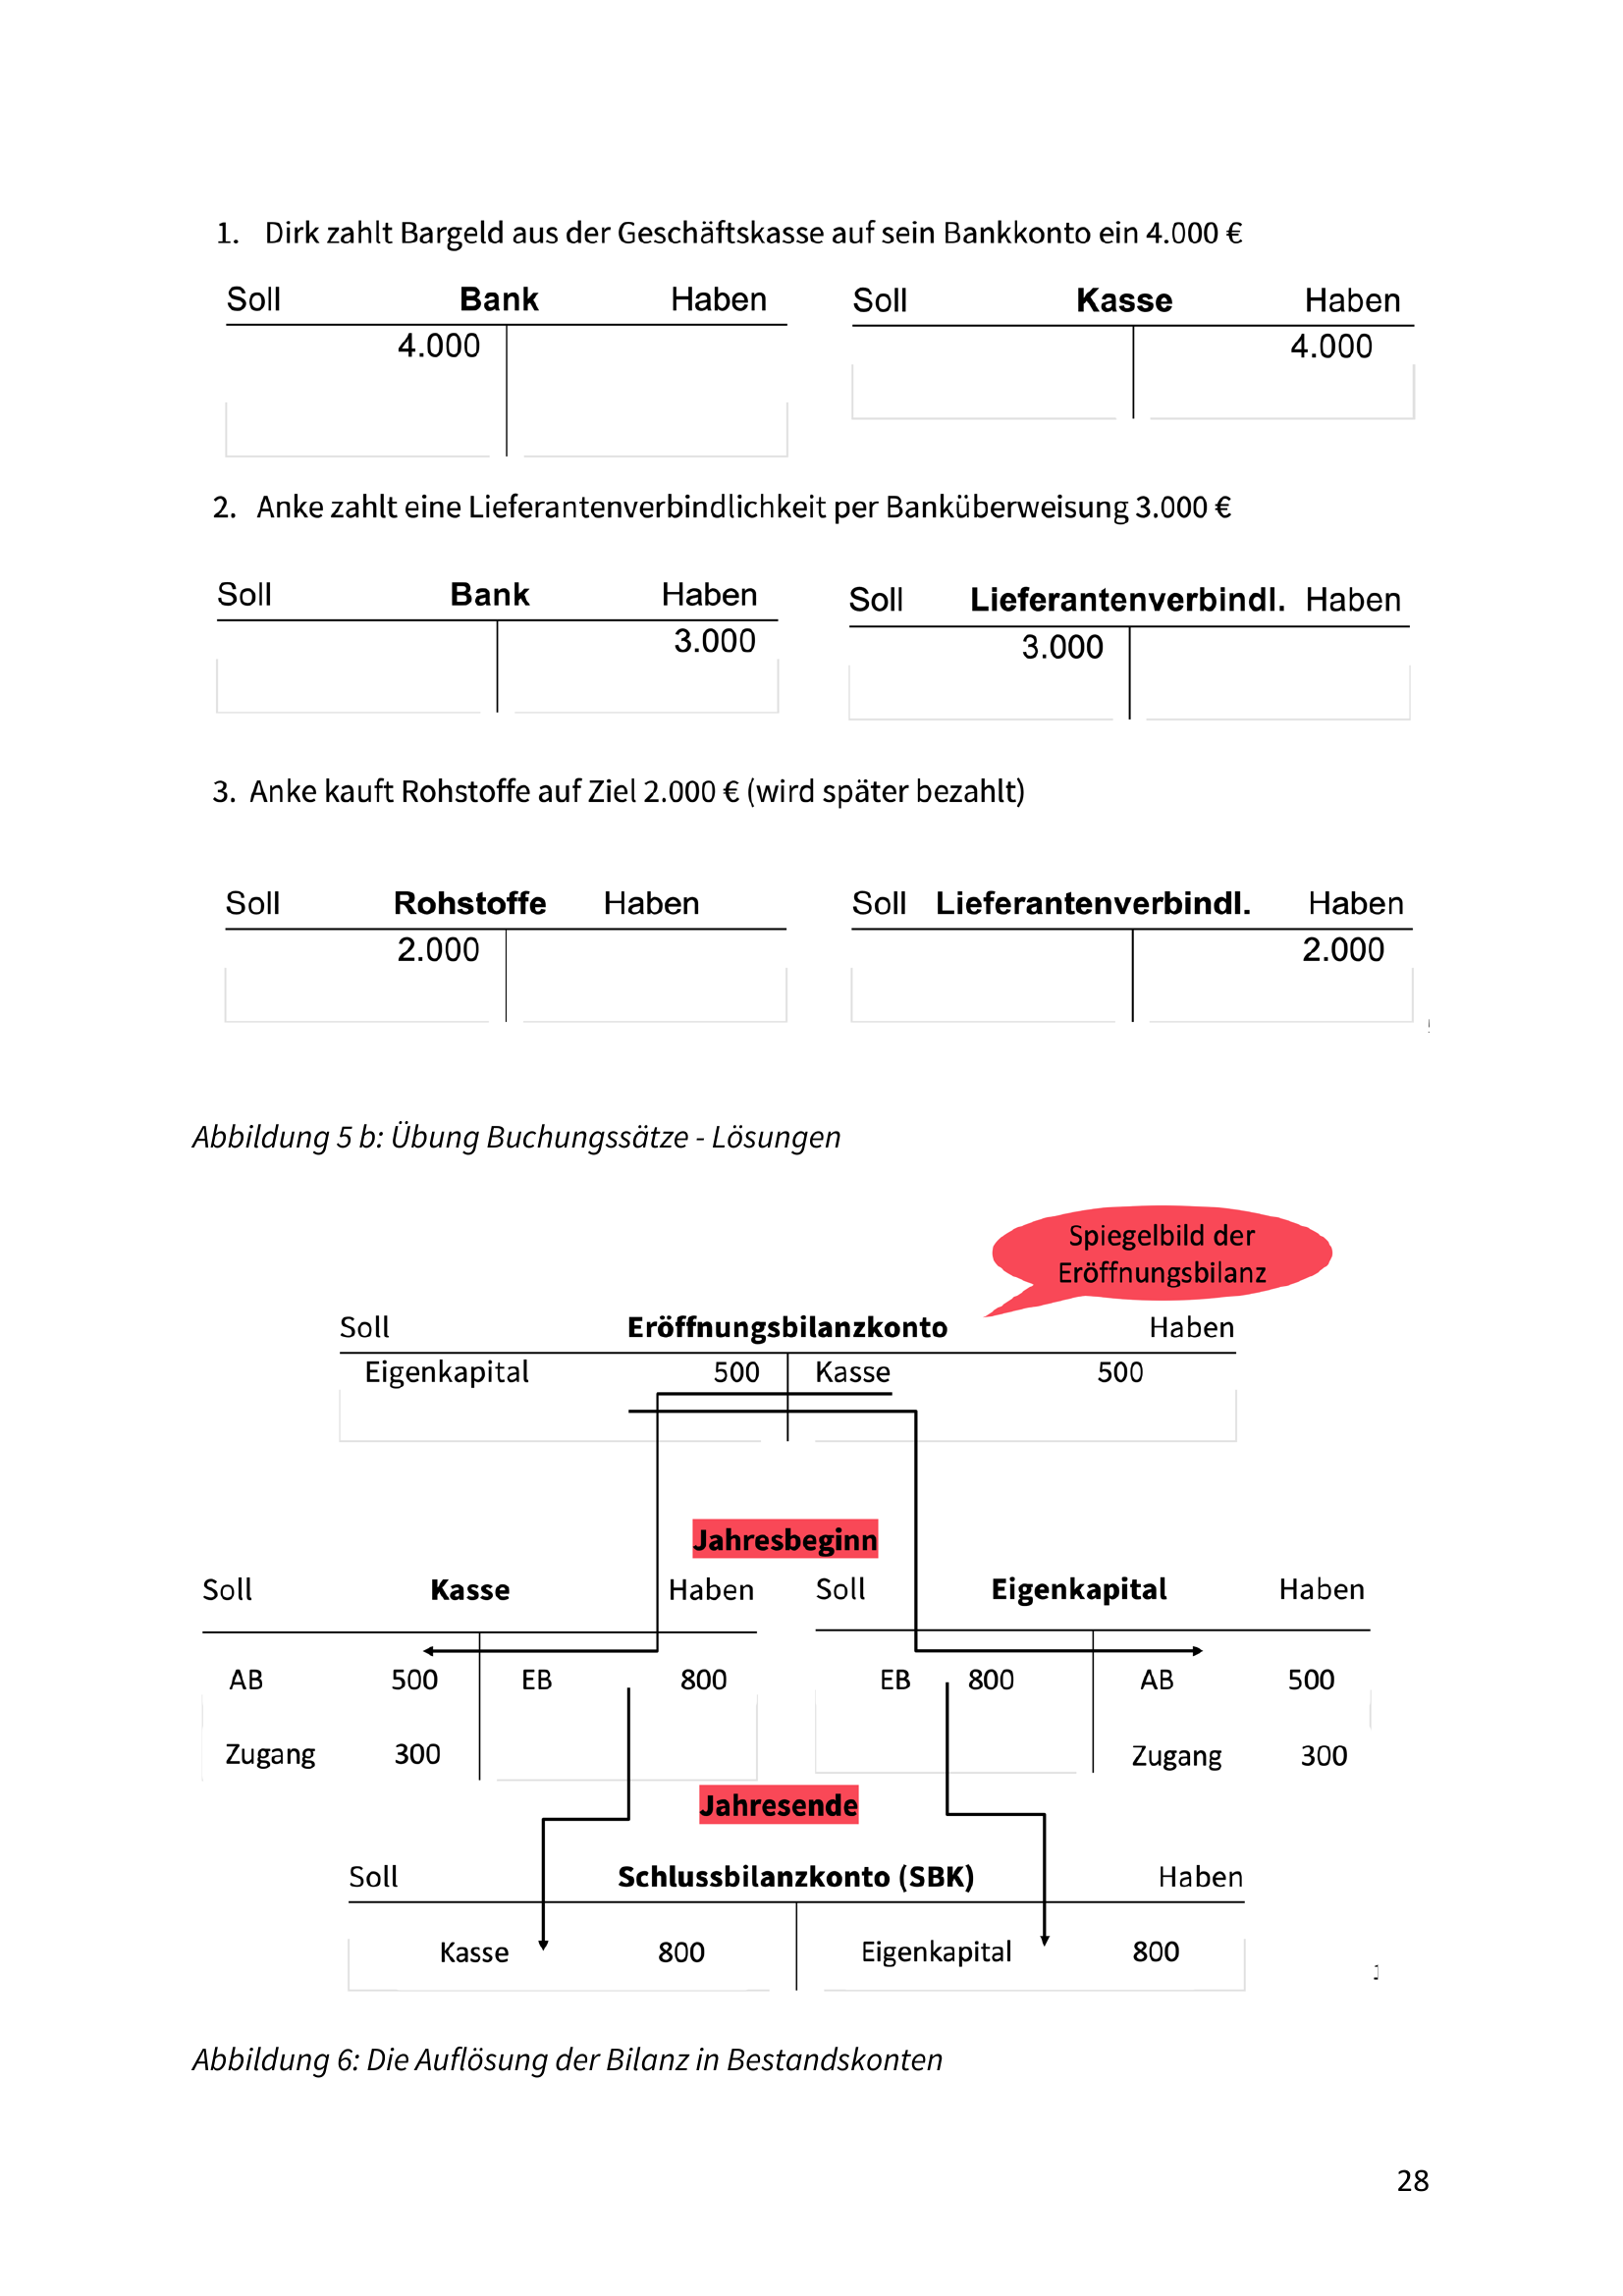 1. Dirk zahlt Bargeld aus der Geschäftskasse auf sein Bankkonto ein 4.000 €
Soll Bank Haben
4.000
Soll Kasse Haben
4.000
2. Anke zahlt eine Lieferantenverbindlichkeit per Banküberweisung 3.000 €
Soll Bank Haben
3.000
Soll Lieferantenverbindl. Haben
3.000
3. Anke kauft Rohstoffe auf Ziel 2.000 € (wird später bezahlt)
Soll Rohstoffe Haben
2.000
Soll Lieferantenverbindl. Haben
2.000
Abbildung 5 b: Übung Buchungssätze - Lösungen
Spiegelbild der
Eröffnungsbilanz
Soll Eröffnungsbilanzkonto Haben
Eigenkapital 500 Kasse 500
Jahresbeginn
Soll Kasse Haben
AB 500 EB 800
Zugang 300
Soll Eigenkapital Haben
EB 800 AB 500
Zugang 300
Jahresende
Soll Schlussbilanzkonto (SBK) Haben
Kasse 800 Eigenkapital 800
Abbildung 6: Die Auflösung der Bilanz in Bestandskonten
28